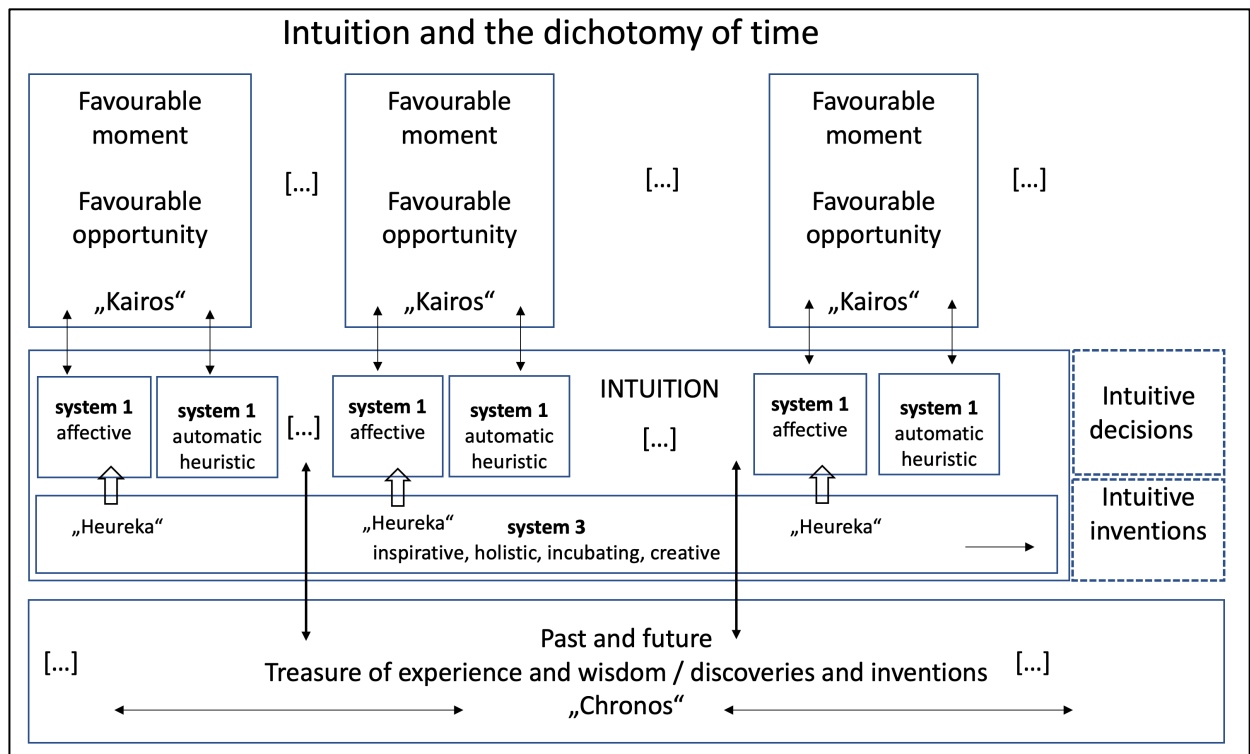 Intuition and the dichotomy of time
Favourable
moment
Favourable
opportunity
„Kairos“
[…]
Favourable
moment
Favourable
opportunity
„Kairos“
[…]
Favourable
moment
Favourable
opportunity
„Kairos“
[…]
system 1
affective
system 1
automatic
heuristic
[…]
system 1
affective
system 1
automatic
heuristic
INTUITION
[…]
system 1
affective
system 1
automatic
heuristic
Intuitive
decisions
„Heureka“
„Heureka“
system 3
inspirative, holistic, incubating, creative
„Heureka“
Intuitive
inventions
[…]
Past and future
Treasure of experience and wisdom / discoveries and inventions
„Chronos“
[…]